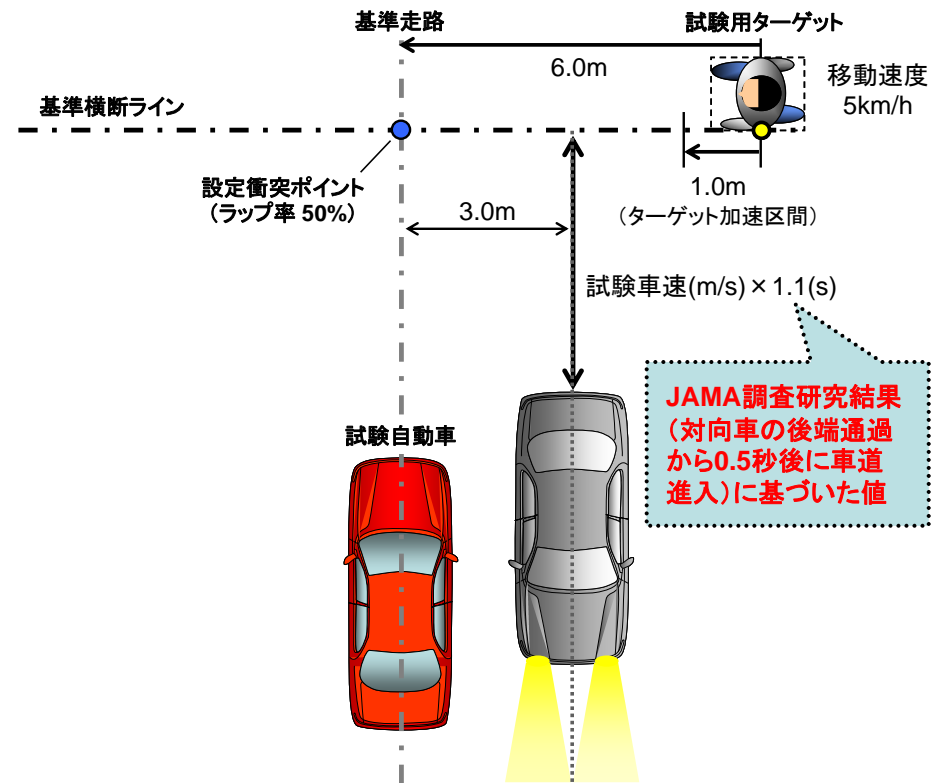 基準走路
試験用ターゲット
6.0m
移動速度
5km/h
基準横断ライン
設定衝突ポイント
（ラップ率 50%）
1.0m
（ターゲット加速区間）
3.0m
試験車速(m/s)×1.1(s)
JAMA調査研究結果
（対向車の後端通過
から0.5秒後に車道
進入）に基づいた値
試験自動車